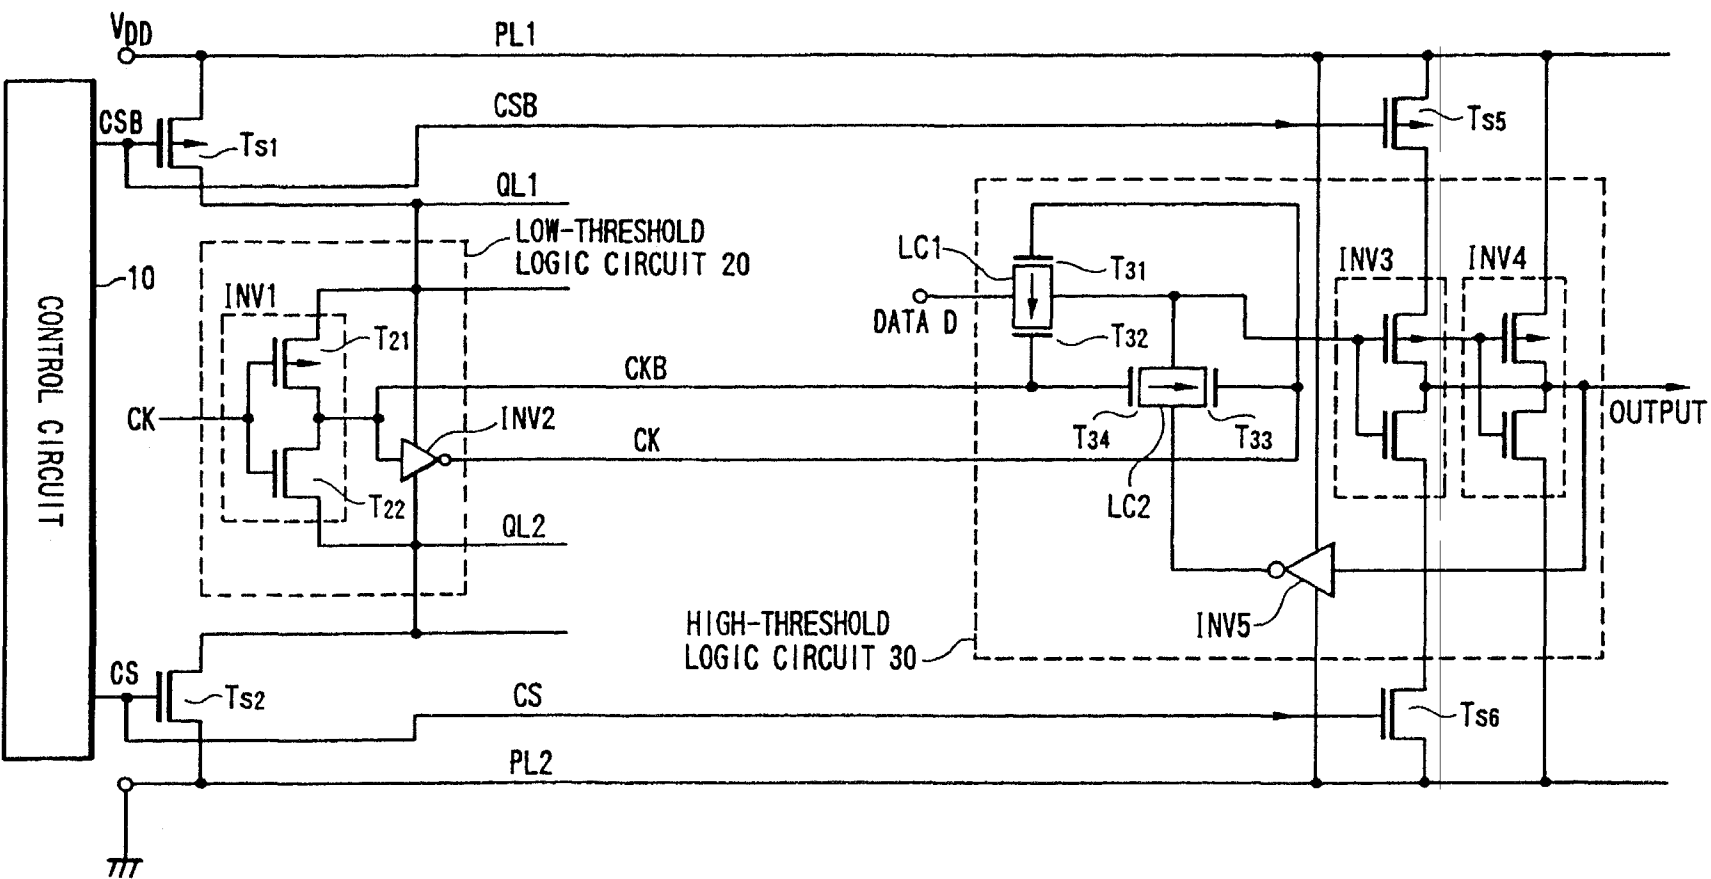 VDD
PL1
CSB
CSB
Ts1
Ts5
QL1
LOW-THRESHOLD
LOGIC CIRCUIT 20
10
CONTROL CIRCUIT
INV1
T21
CK
T22
INV2
CKB
CK
QL2
LC1
T31
DATA D
T32
T34
T33
LC2
INV3
INV4
OUTPUT
INV5
HIGH-THRESHOLD
LOGIC CIRCUIT 30
CS
Ts2
CS
Ts6
PL2